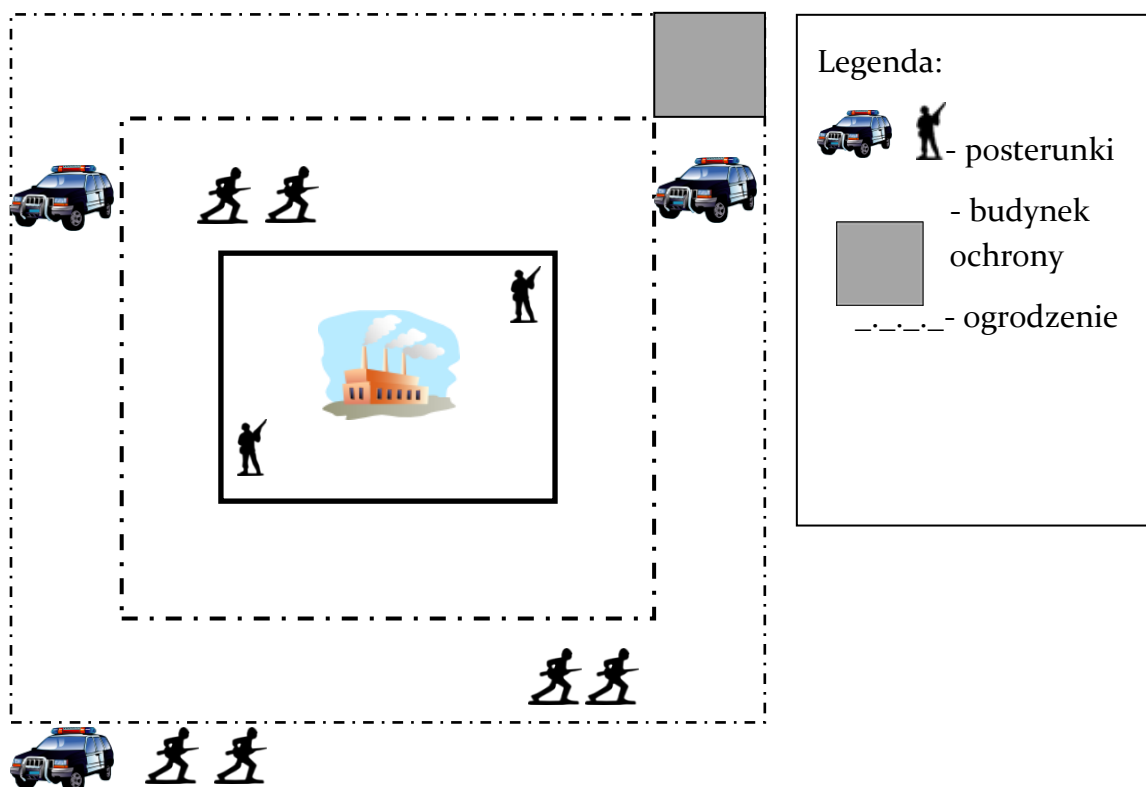 Legenda:
- posterunki
- budynek
ochrony
_._._._- ogrodzenie